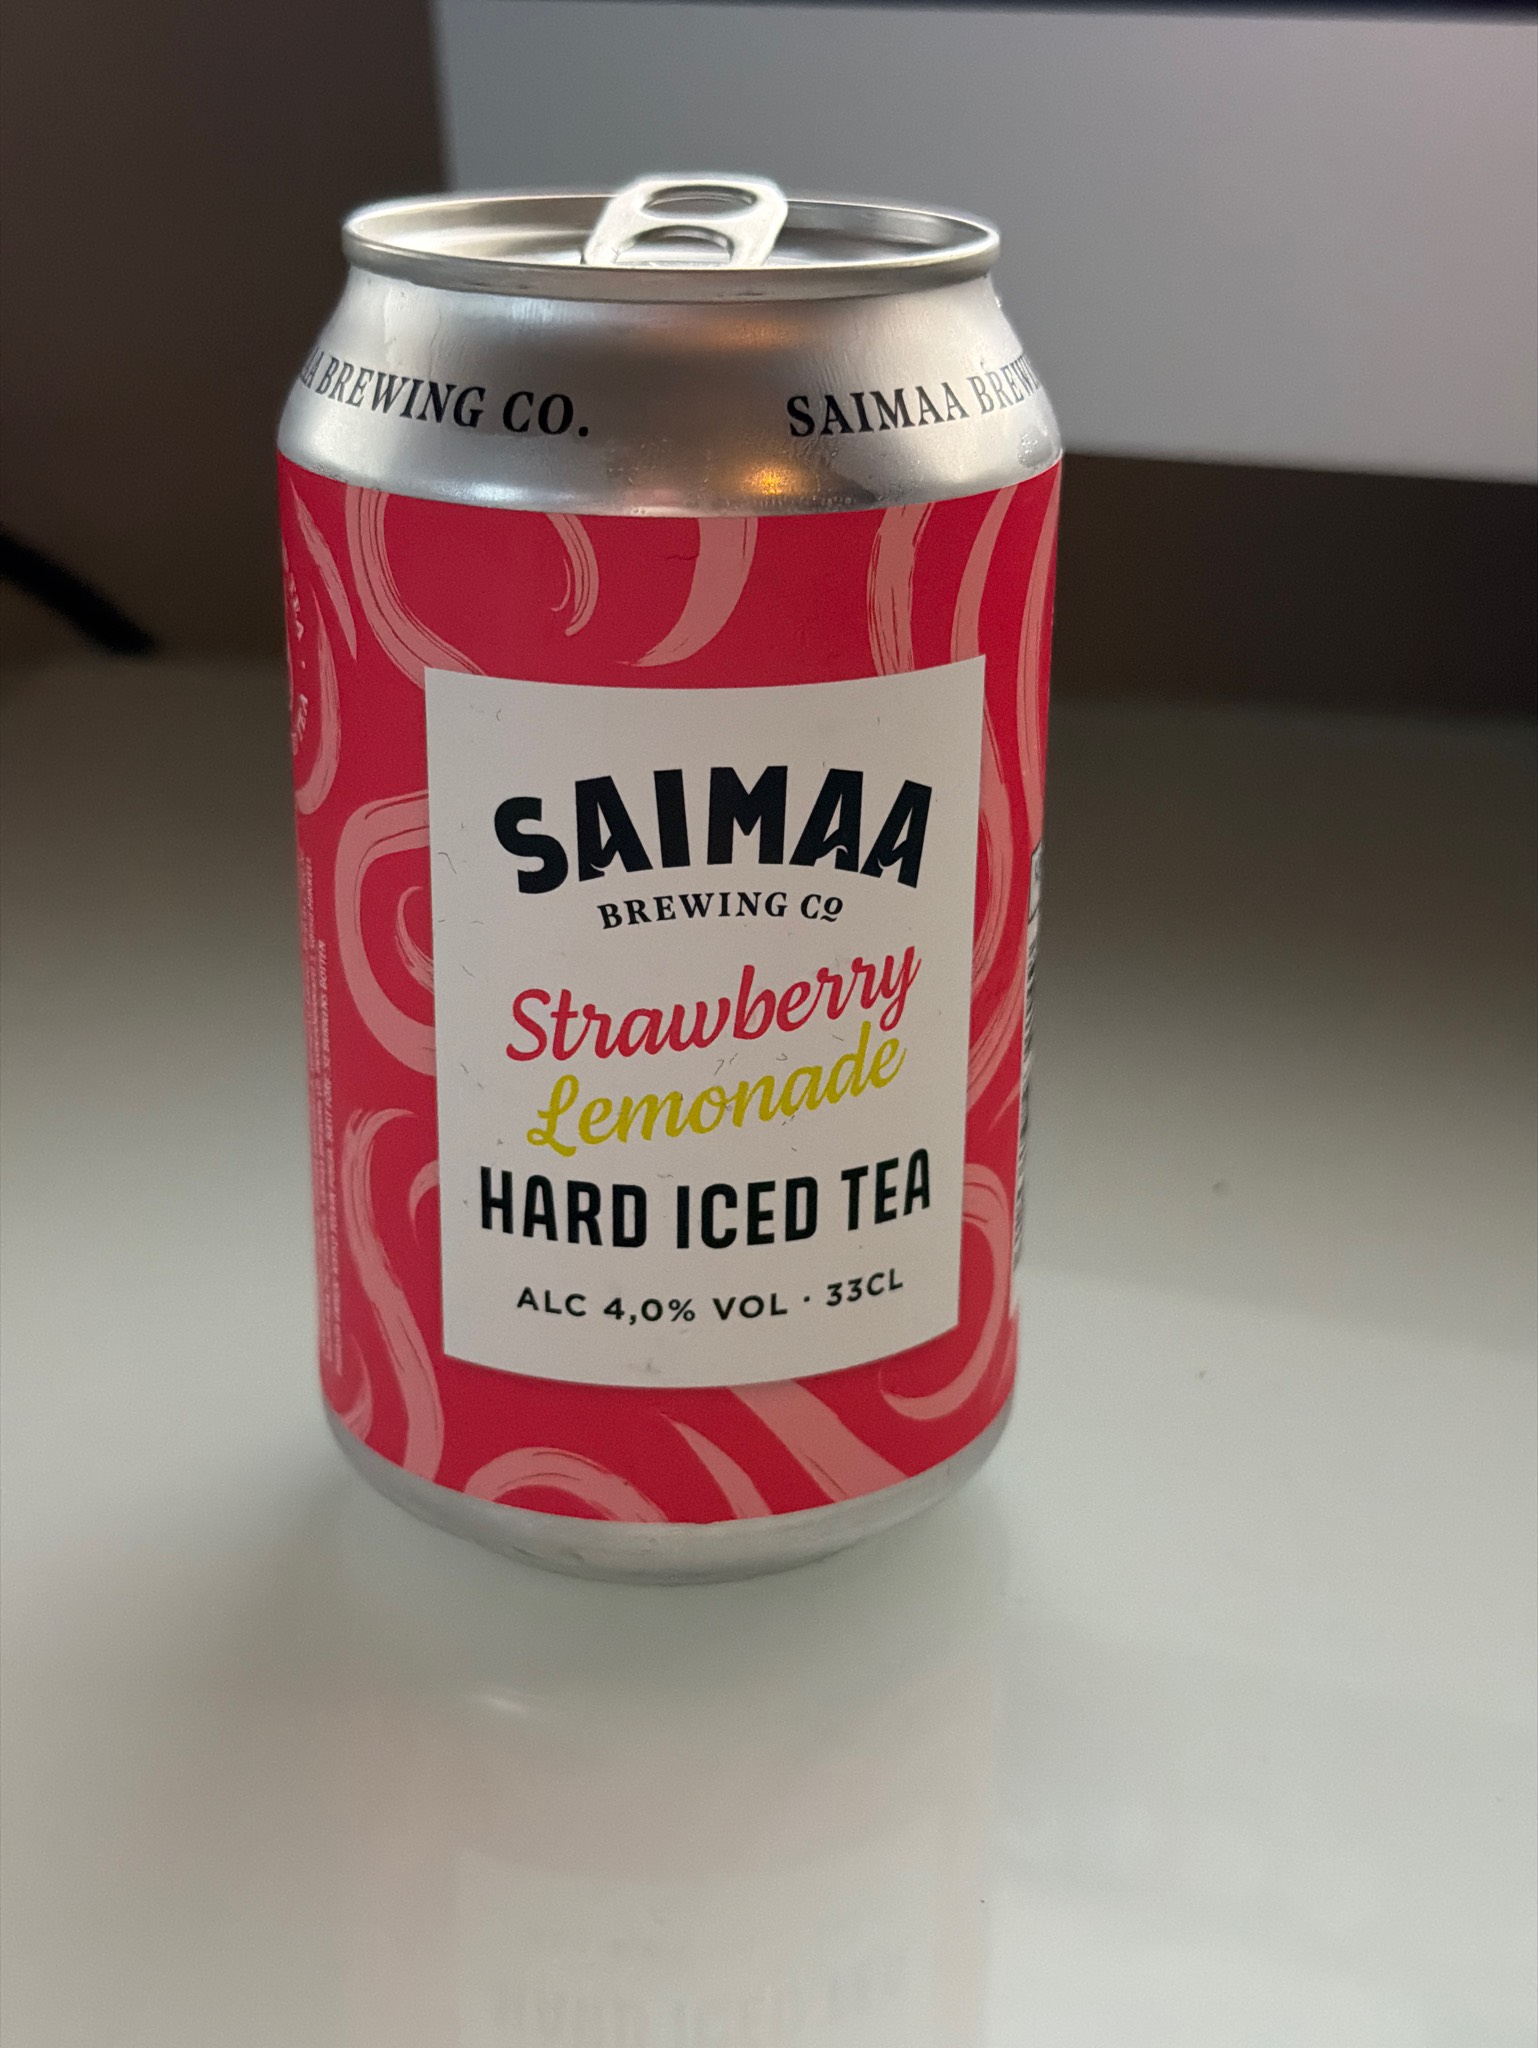 BREWING CO.
SAIMAA
SAIMAA
BREWING Co
Strawberry
Lemonade
HARD ICED TEA
ALC 4,0% VOL · 33CL